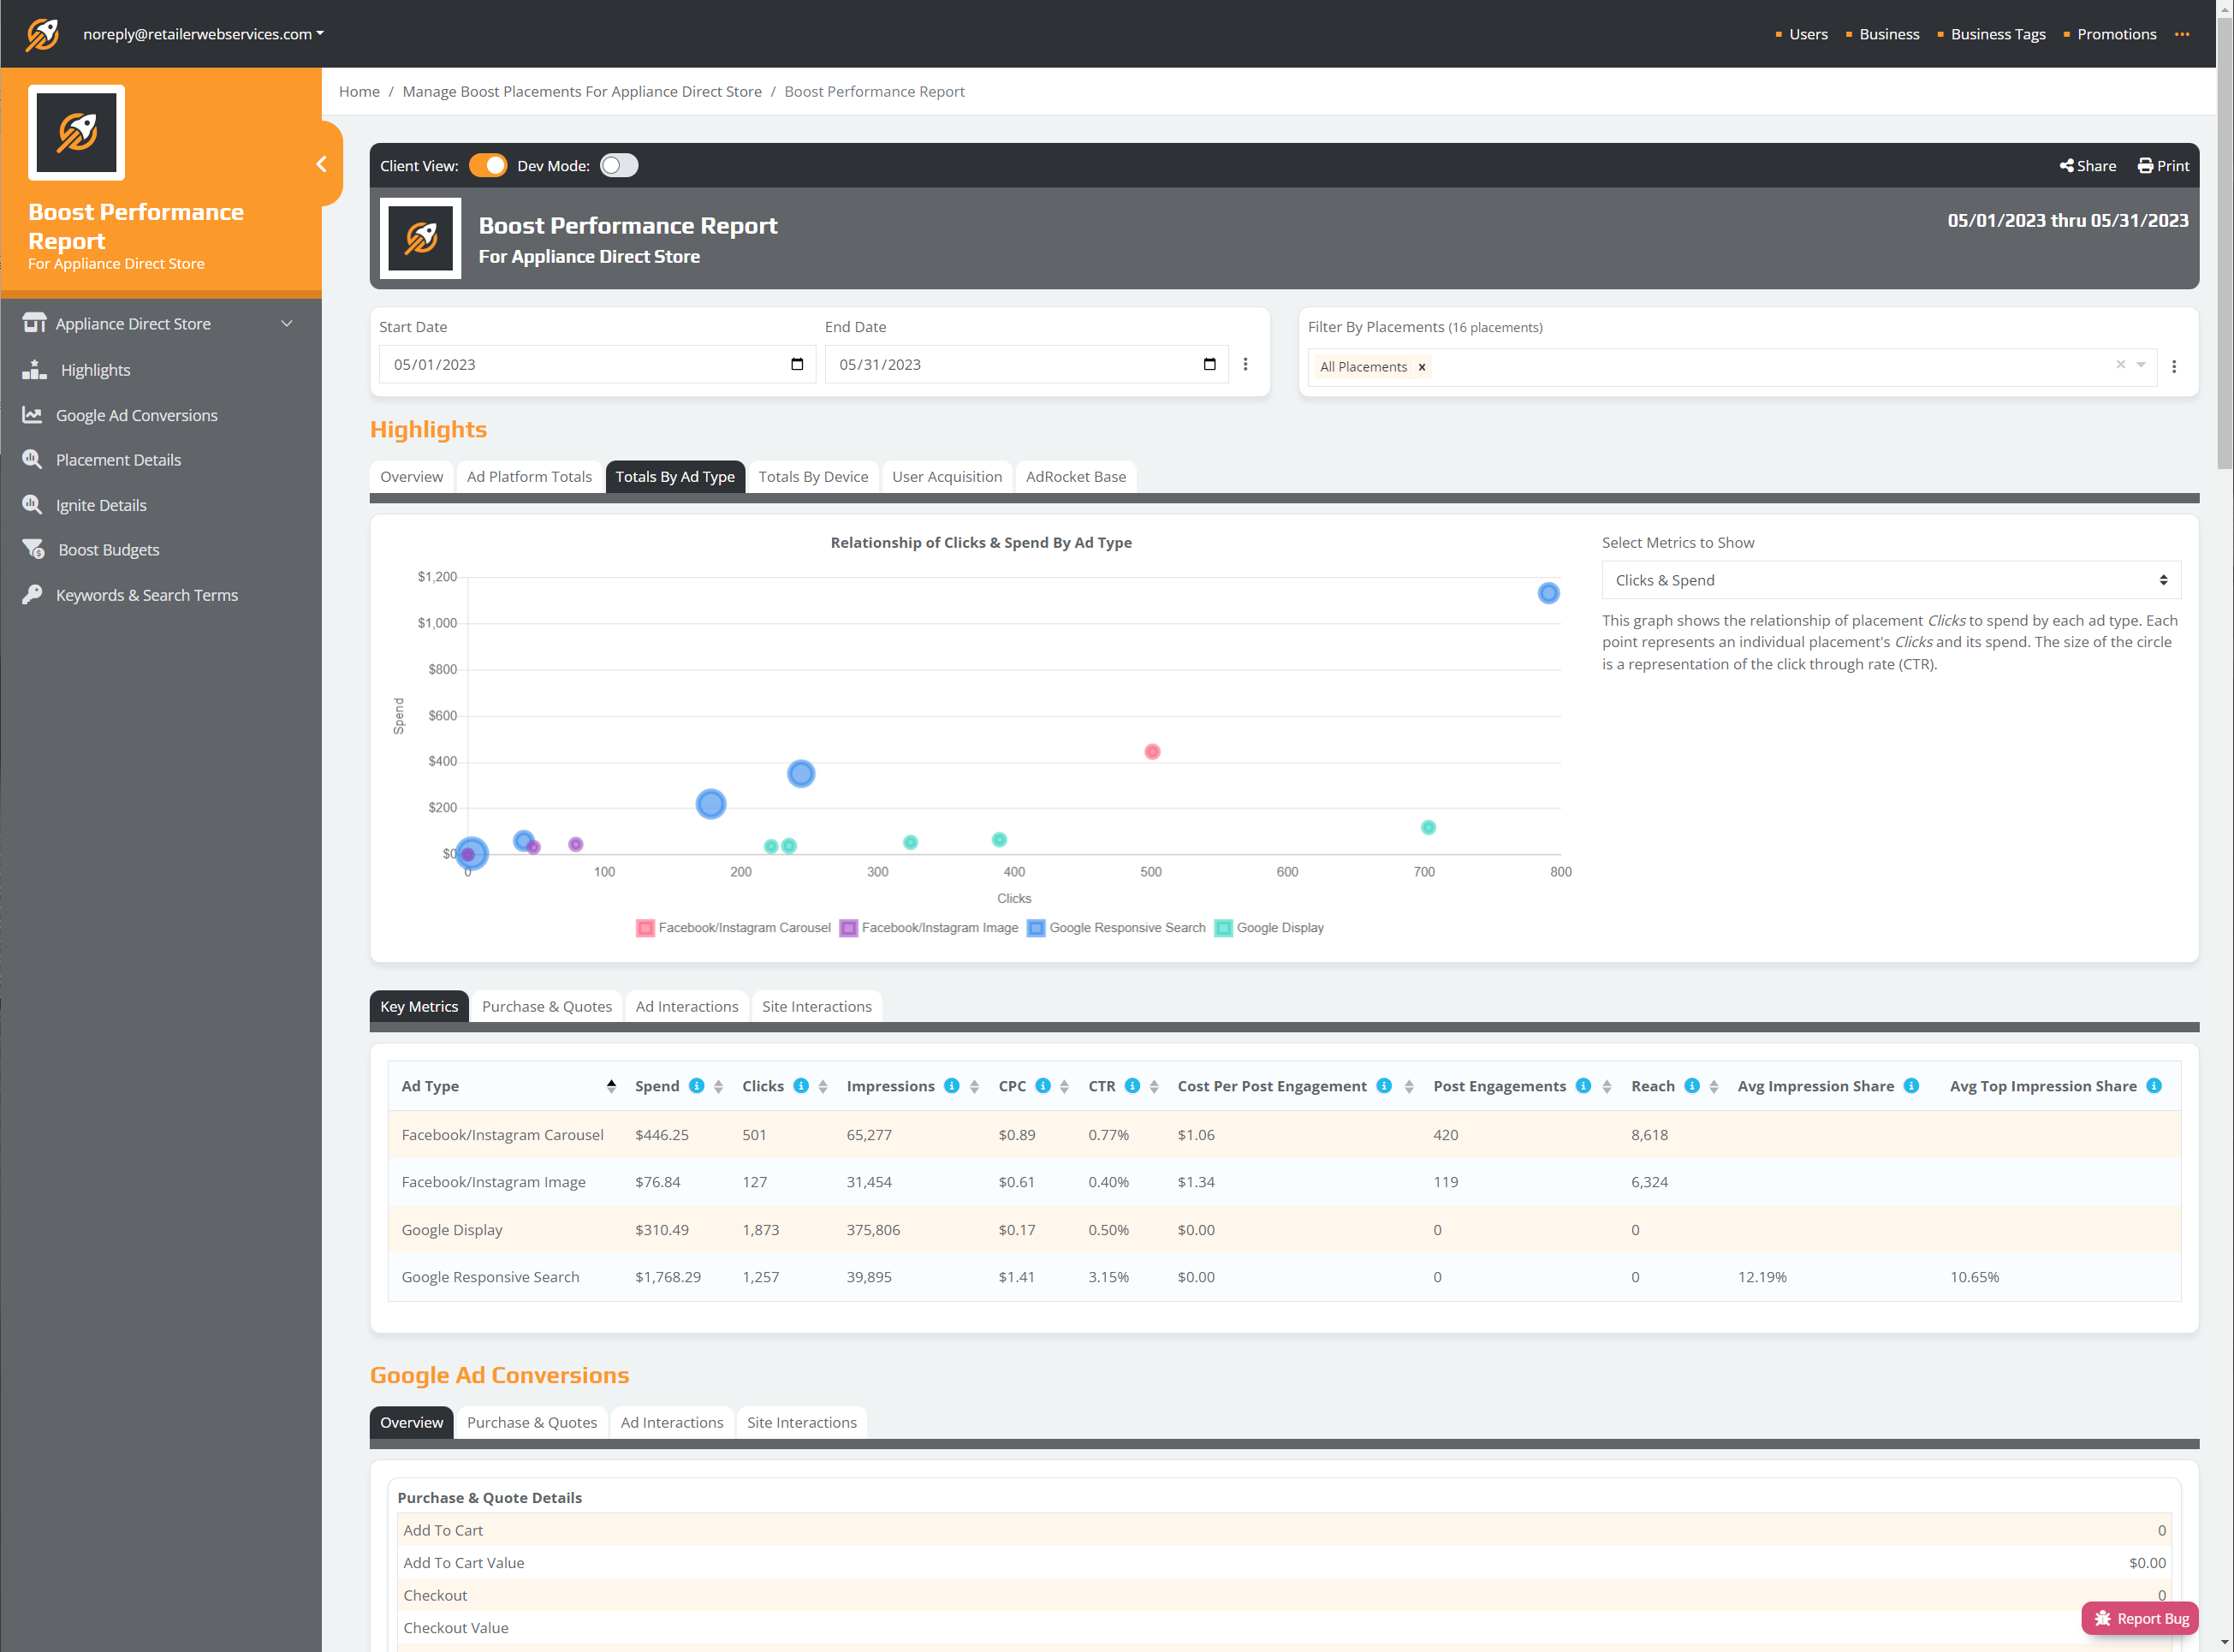 noreply@retailerwebservices.com
Users Business Business Tags Promotions
Boost Performance
Report
For Appliance Direct Store
Appliance Direct Store
Highlights
Google Ad Conversions
Placement Details
Ignite Details
Boost Budgets
Keywords & Search Terms
Home / Manage Boost Placements For Appliance Direct Store / Boost Performance Report
Client View: Dev Mode: Share Print
Boost Performance Report 05/01/2023 thru 05/31/2023
For Appliance Direct Store
Start Date End Date Filter By Placements (16 placements)
05/01/2023 05/31/2023 All Placements x
Highlights
Overview Ad Platform Totals Totals By Ad Type Totals By Device User Acquisition AdRocket Base
Relationship of Clicks & Spend By Ad Type
$1,200
$1,000
$800
$600
$400
$200
$0
Spend
0 100 200 300 400 500 600 700 800
Clicks
Facebook/Instagram Carousel Facebook/Instagram Image Google Responsive Search Google Display
Select Metrics to Show
Clicks & Spend
This graph shows the relationship of placement Clicks to spend by each ad type. Each
point represents an individual placement's Clicks and its spend. The size of the circle
is a representation of the click through rate (CTR).
Key Metrics Purchase & Quotes Ad Interactions Site Interactions
Ad Type Spend Clicks Impressions CPC CTR Cost Per Post Engagement Post Engagements Reach Avg Impression Share Avg Top Impression Share
Facebook/Instagram Carousel $446.25 501 65,277 $0.89 0.77% $1.06 420 8,618
Facebook/Instagram Image $76.84 127 31,454 $0.61 0.40% $1.34 119 6,324
Google Display $310.49 1,873 375,806 $0.17 0.50% $0.00 0 0
Google Responsive Search $1,768.29 1,257 39,895 $1.41 3.15% $0.00 0 0 12.19% 10.65%
Google Ad Conversions
Overview Purchase & Quotes Ad Interactions Site Interactions
Purchase & Quote Details
Add To Cart 0
Add To Cart Value $0.00
Checkout 0
Checkout Value
Report Bug